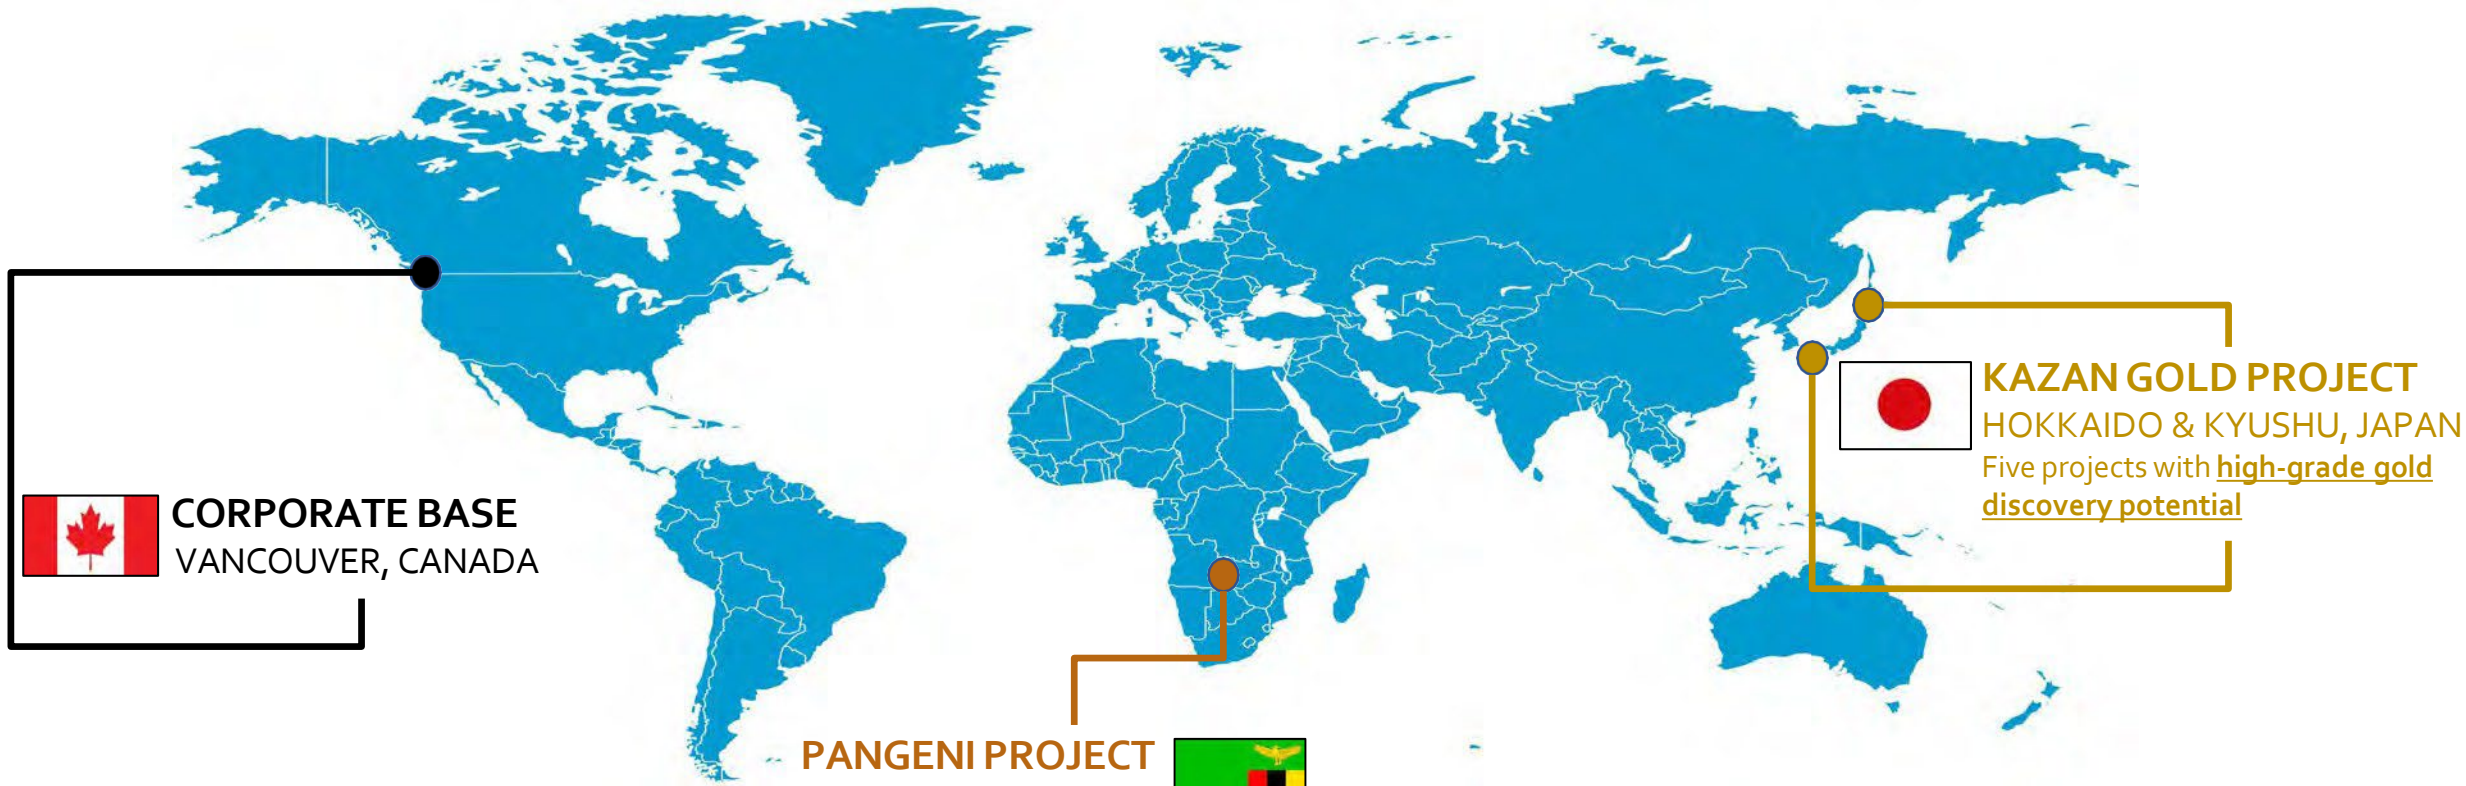 KAZAN GOLD PROJECT
HOKKAIDO & KYUSHU, JAPAN
Five projects with high-grade gold
discovery potential
CORPORATE BASE
VANCOUVER, CANADA
PANGENI PROJECT